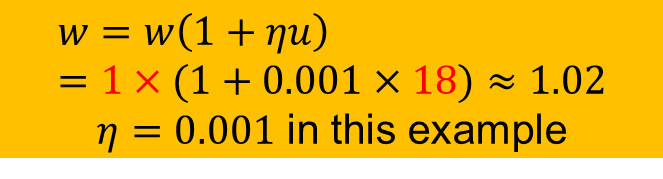 w = w(1 + ηu)
= 1 × (1 + 0.001 × 18) ≈ 1.02
η = 0.001 in this example